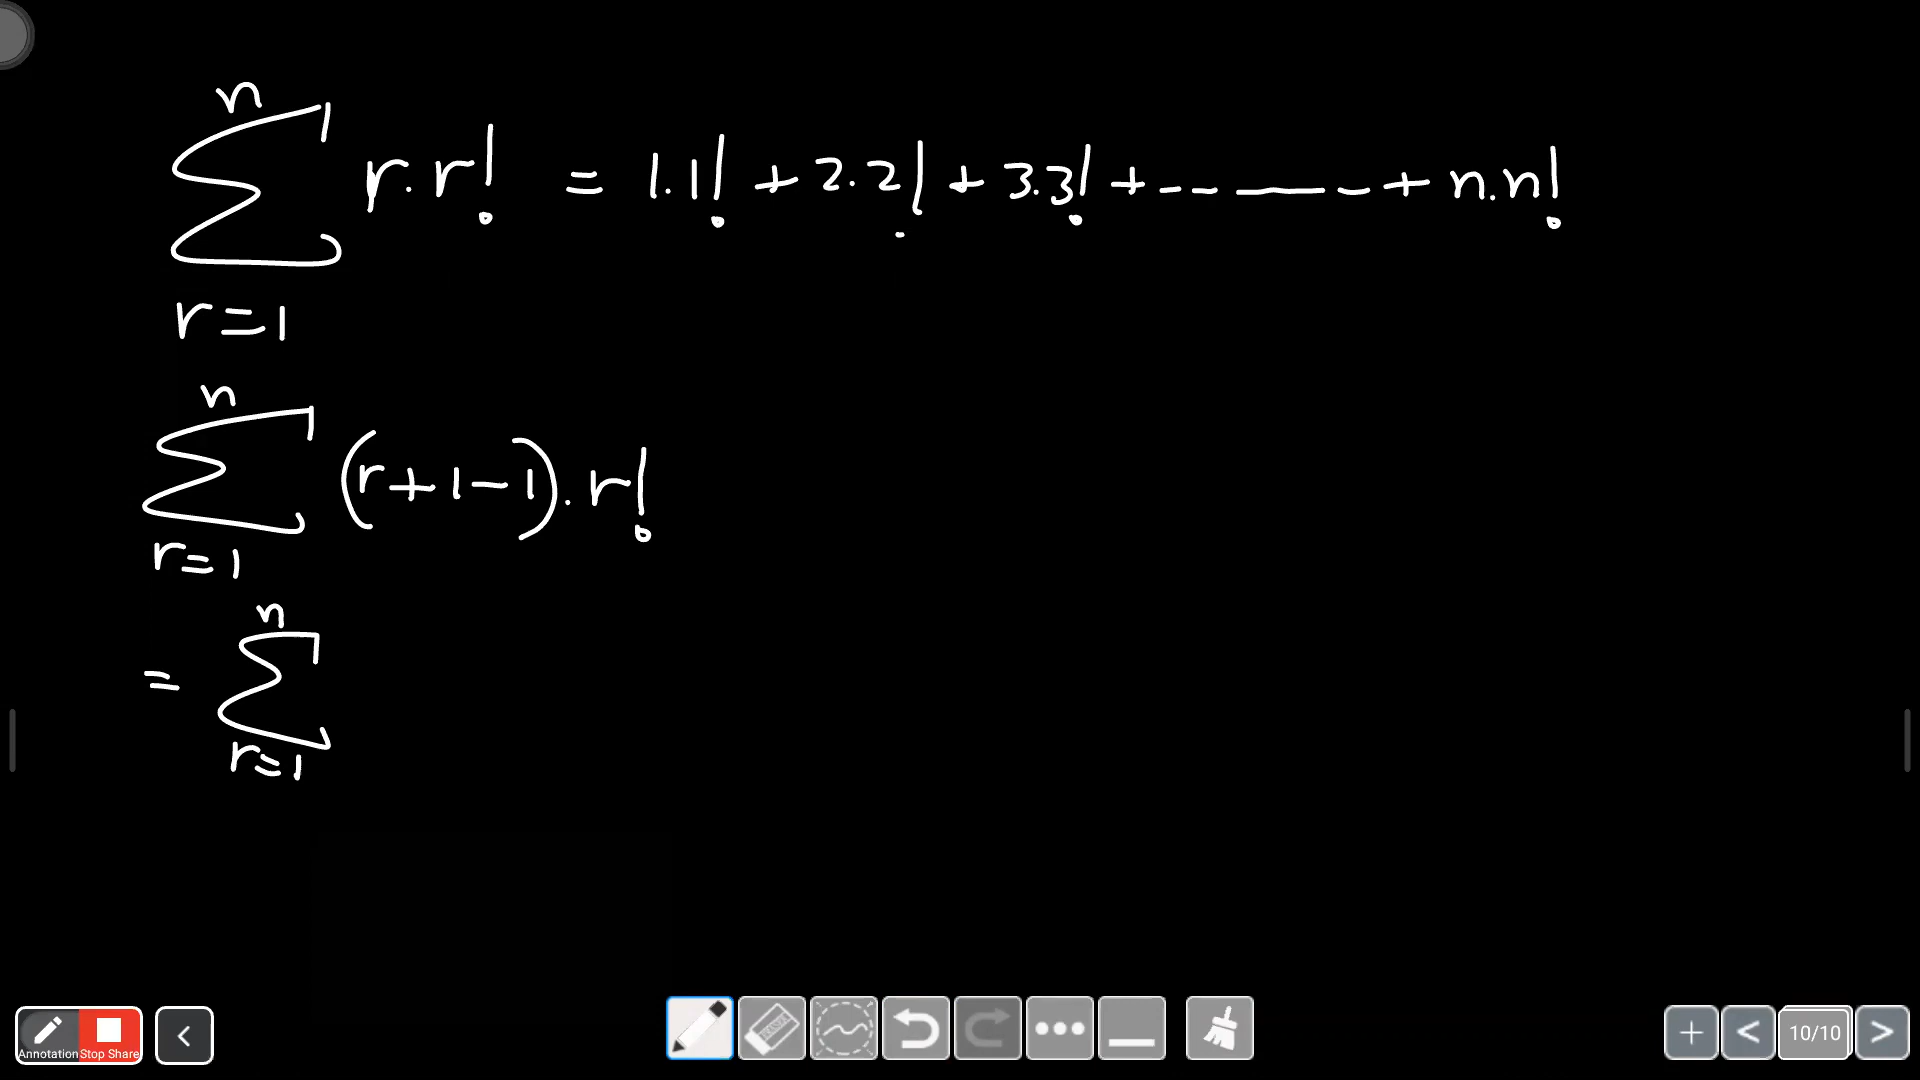 n
∑ r.r! = 1.1! + 2.2! + 3.3! + -- —— - + n.n!
r=1
n
∑ (r+1-1).r!
r=1
n
= ∑
r=1
Annotation Stop Share
10/10